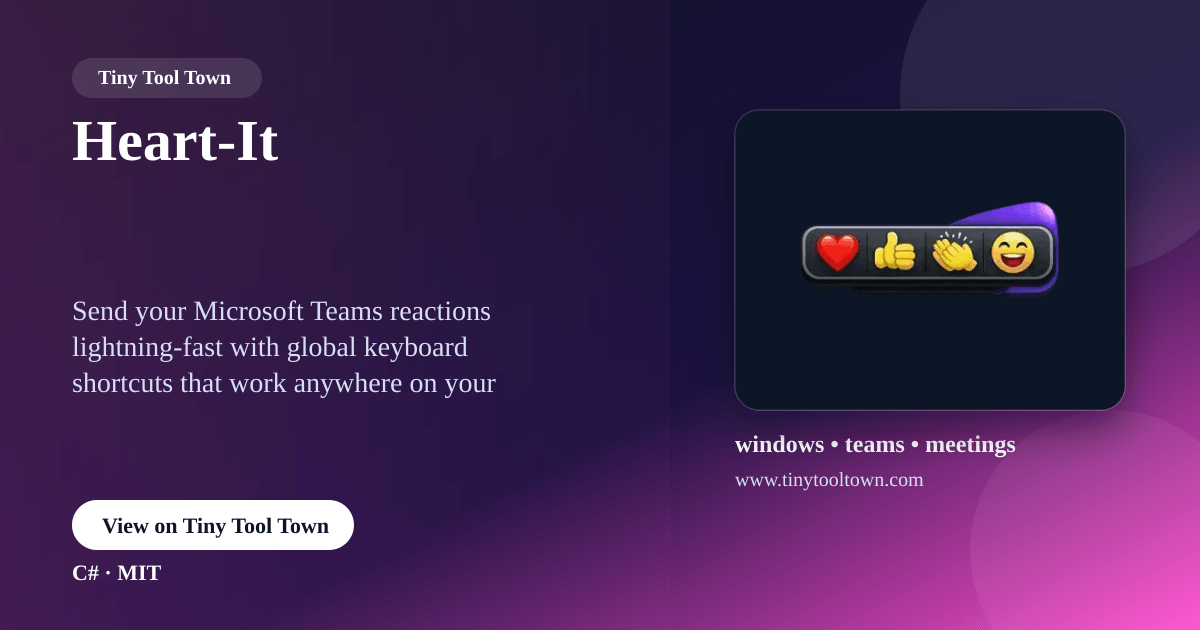 Tiny Tool Town
Heart-It
Send your Microsoft Teams reactions
lightning-fast with global keyboard
shortcuts that work anywhere on your
View on Tiny Tool Town
C# · MIT
windows • teams • meetings
www.tinytooltown.com